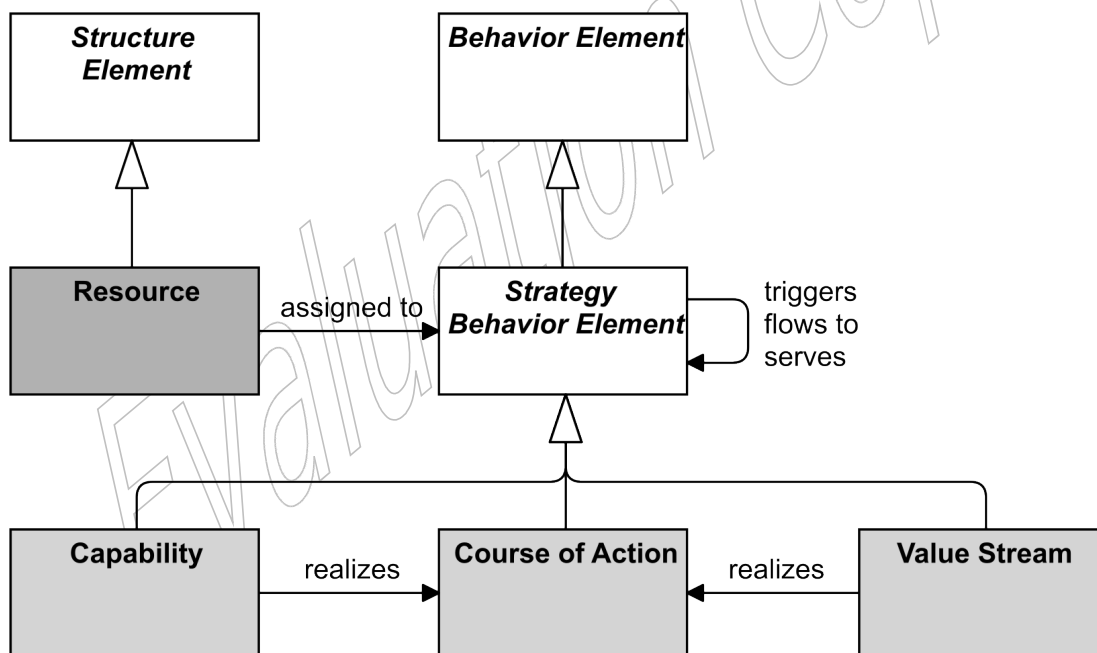 Structure
Element
Behavior Element
Resource
assigned to
Strategy
Behavior Element
triggers
flows to
serves
Capability
realizes
Course of Action
realizes
Value Stream
Evaluation Cop